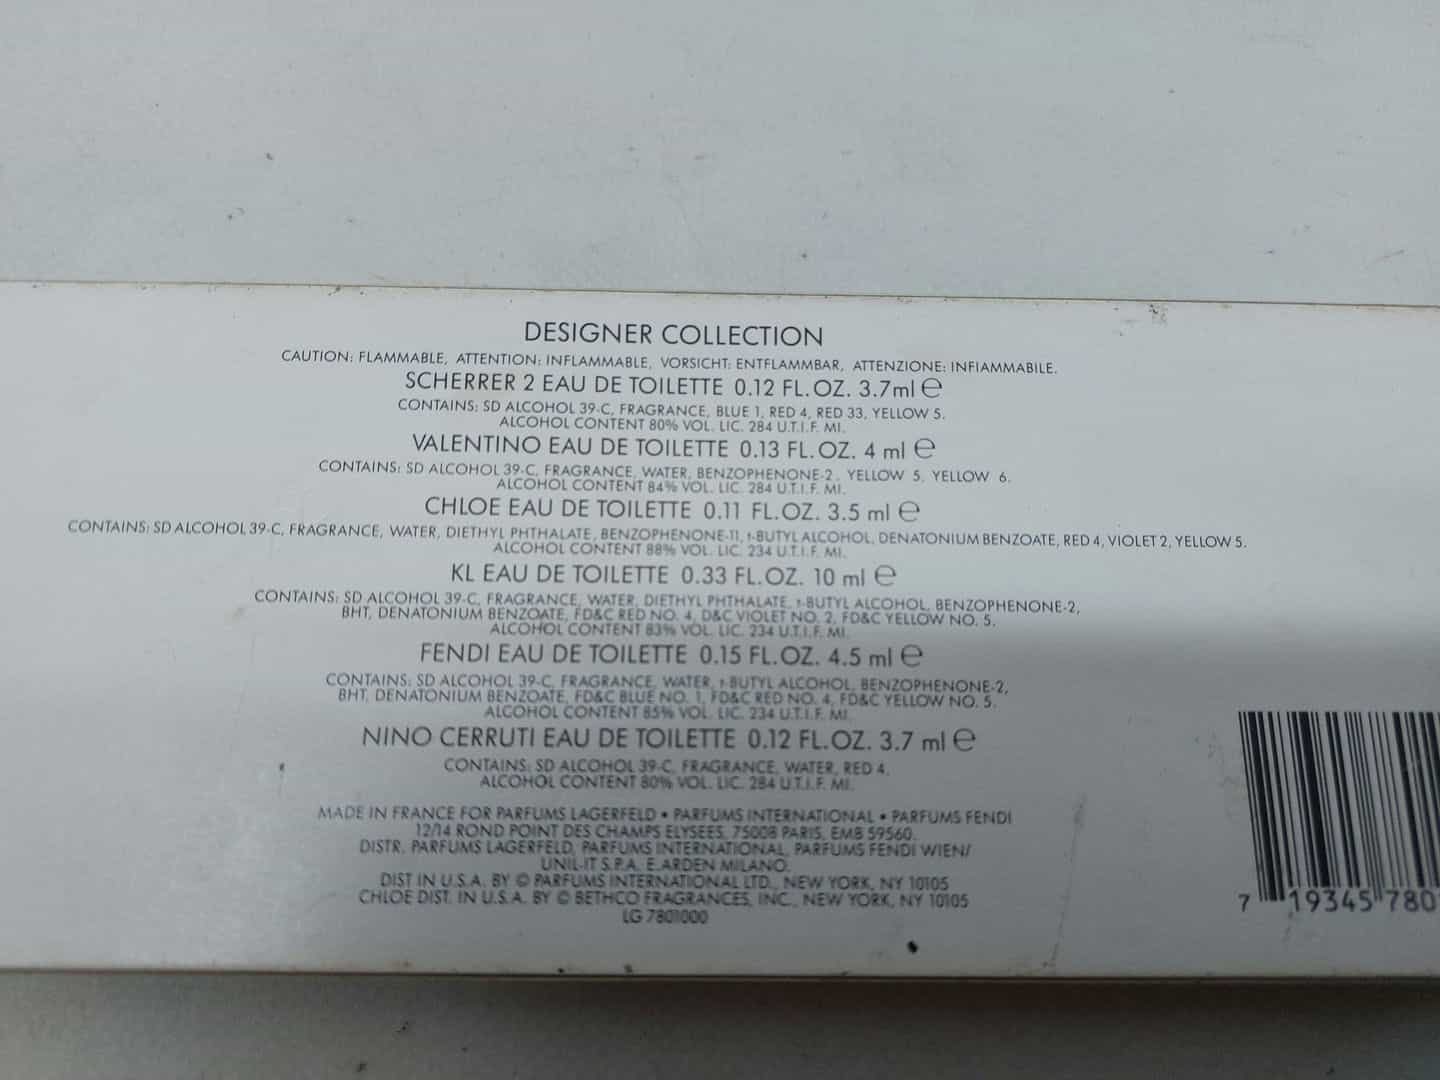 DESIGNER COLLECTION
CAUTION: FLAMMABLE, ATTENTION: INFLAMMABLE, VORSICHT: ENTFLAMMBAR, ATTENZIONE: INFIAMMABILE.
SCHERRER 2 EAU DE TOILETTE 0.12 FL.OZ. 3.7ml ℮
CONTAINS: SD ALCOHOL 39-C, FRAGRANCE, BLUE 1, RED 4, RED 33, YELLOW 5.
ALCOHOL CONTENT 80% VOL. LIC. 284 U.T.I.F. MI.
VALENTINO EAU DE TOILETTE 0.13 FL.OZ. 4 ml ℮
CONTAINS: SD ALCOHOL 39-C, FRAGRANCE, WATER, BENZOPHENONE-2, YELLOW 5, YELLOW 6.
ALCOHOL CONTENT 84% VOL. LIC. 284 U.T.I.F. MI.
CHLOE EAU DE TOILETTE 0.11 FL.OZ. 3.5 ml ℮
CONTAINS: SD ALCOHOL 39-C, FRAGRANCE, WATER, DIETHYL PHTHALATE, BENZOPHENONE-11, t-BUTYL ALCOHOL, DENATONIUM BENZOATE, RED 4, VIOLET 2, YELLOW 5.
ALCOHOL CONTENT 88% VOL. LIC. 234 U.T.I.F. MI.
KL EAU DE TOILETTE 0.33 FL.OZ. 10 ml ℮
CONTAINS: SD ALCOHOL 39-C, FRAGRANCE, WATER, DIETHYL PHTHALATE, t-BUTYL ALCOHOL, BENZOPHENONE-2,
BHT, DENATONIUM BENZOATE, FD&C RED NO. 4, D&C VIOLET NO. 2, FD&C YELLOW NO. 5.
ALCOHOL CONTENT 83% VOL. LIC. 234 U.T.I.F. MI.
FENDI EAU DE TOILETTE 0.15 FL.OZ. 4.5 ml ℮
CONTAINS: SD ALCOHOL 39-C, FRAGRANCE, WATER, t-BUTYL ALCOHOL, BENZOPHENONE-2,
BHT, DENATONIUM BENZOATE, FD&C BLUE NO. 1, FD&C RED NO. 4, FD&C YELLOW NO. 5.
ALCOHOL CONTENT 85% VOL. LIC. 234 U.T.I.F. MI.
NINO CERRUTI EAU DE TOILETTE 0.12 FL.OZ. 3.7 ml ℮
CONTAINS: SD ALCOHOL 39-C, FRAGRANCE, WATER, RED 4.
ALCOHOL CONTENT 80% VOL. LIC. 284 U.T.I.F. MI.
MADE IN FRANCE FOR PARFUMS LAGERFELD • PARFUMS INTERNATIONAL • PARFUMS FENDI
12/14 ROND POINT DES CHAMPS ELYSEES, 75008 PARIS, EMB 59560.
DISTR. PARFUMS LAGERFELD, PARFUMS INTERNATIONAL, PARFUMS FENDI WIEN/
UNIL-IT S.P.A. E.ARDEN MILANO.
DIST IN U.S.A. BY © PARFUMS INTERNATIONAL LTD., NEW YORK, NY 10105
CHLOE DIST. IN U.S.A. BY © BETHCO FRAGRANCES, INC., NEW YORK, NY 10105
LG 7801000
7 19345 780